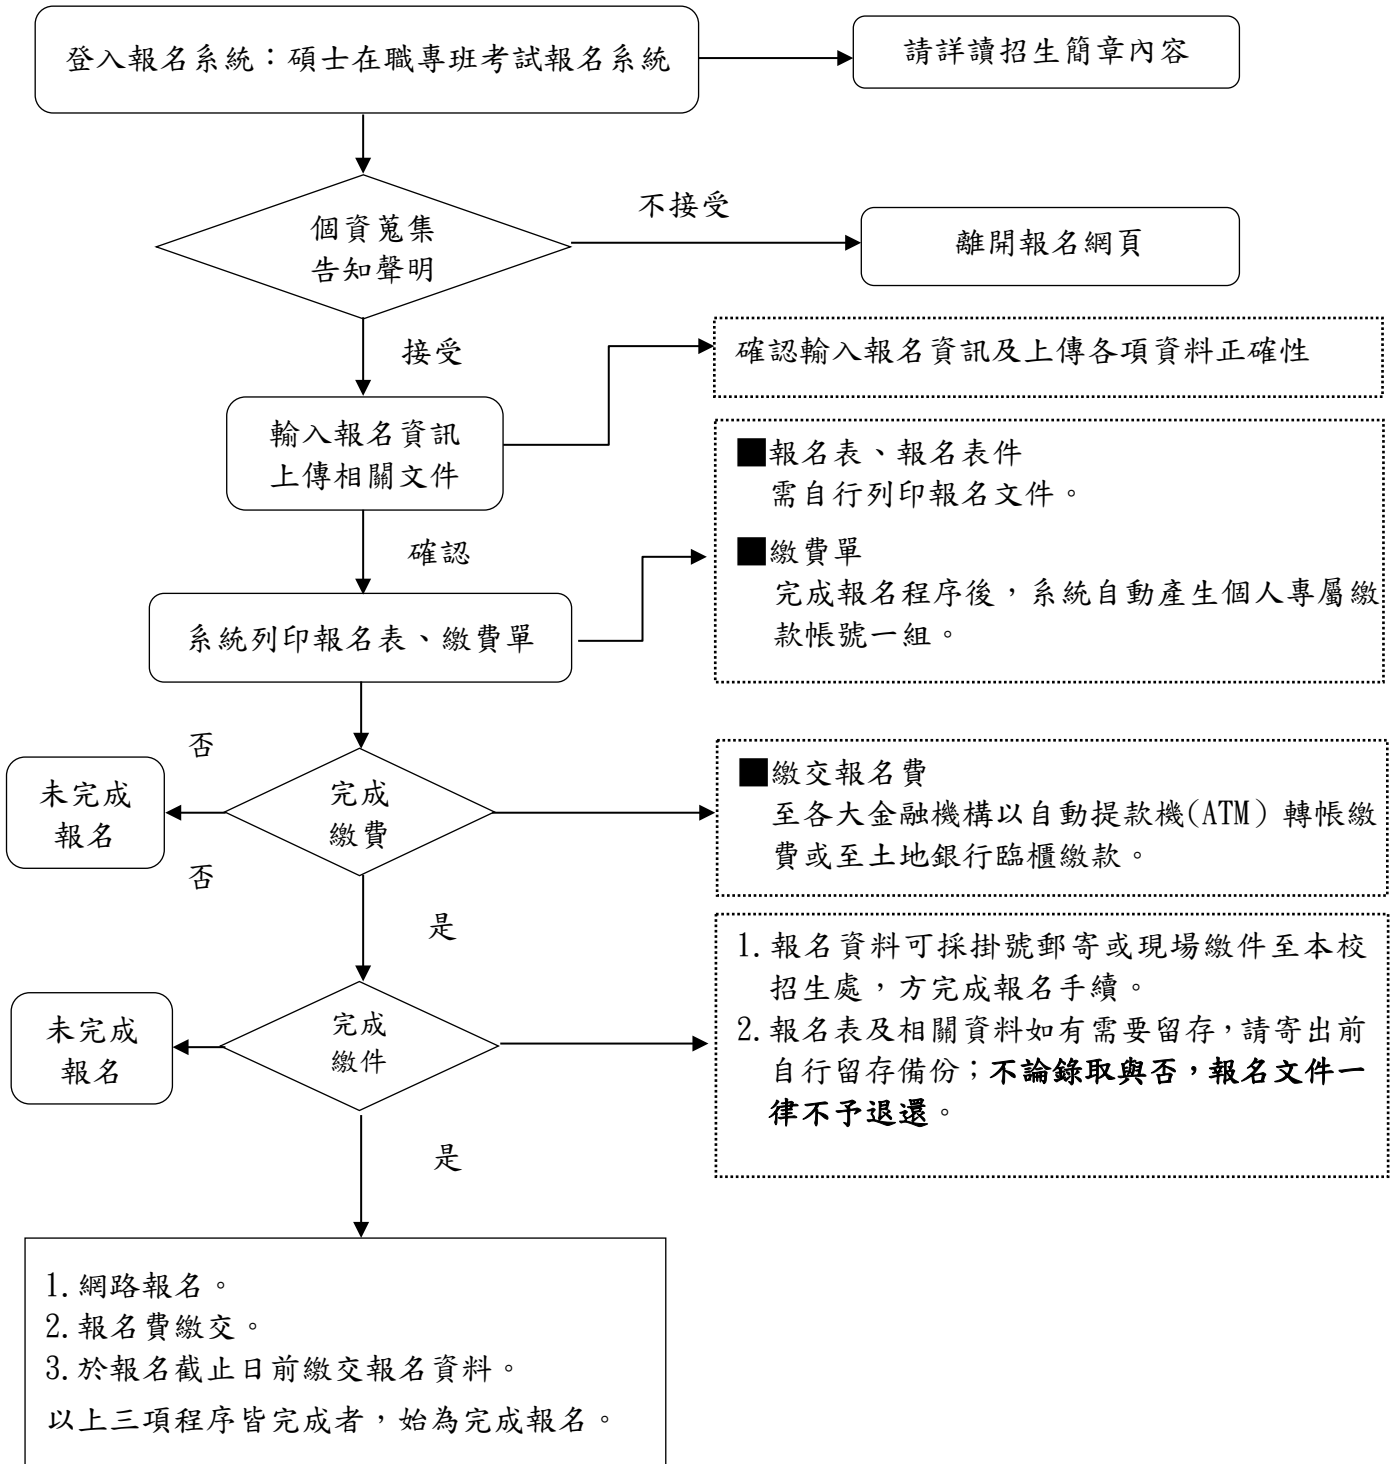 登入報名系統：碩士在職專班考試報名系統
請詳讀招生簡章內容
個資蒐集
告知聲明
不接受
離開報名網頁
接受
確認輸入報名資訊及上傳各項資料正確性
輸入報名資訊
上傳相關文件
■報名表、報名表件
需自行列印報名文件。
確認
■繳費單
完成報名程序後，系統自動產生個人專屬繳
款帳號一組。
系統列印報名表、繳費單
否
未完成
報名
完成
繳費
■繳交報名費
至各大金融機構以自動提款機(ATM) 轉帳繳
費或至土地銀行臨櫃繳款。
否
是
1.報名資料可採掛號郵寄或現場繳件至本校
招生處，方完成報名手續。
2.報名表及相關資料如有需要留存，請寄出前
自行留存備份；不論錄取與否，報名文件一
律不予退還。
未完成
報名
完成
繳件
是
1.網路報名。
2.報名費繳交。
3.於報名截止日前繳交報名資料。
以上三項程序皆完成者，始為完成報名。